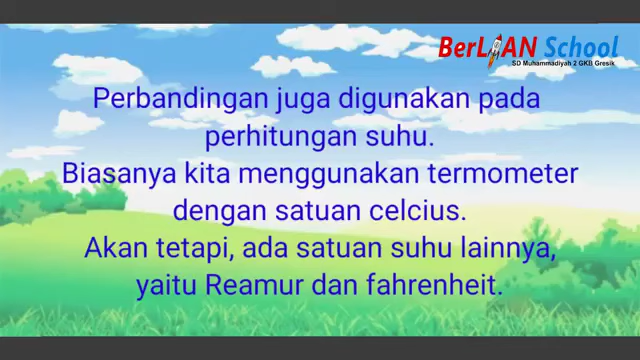 BerLIAN School
SD Muhammadiyah 2 GKB Gresik
Perbandingan juga digunakan pada
perhitungan suhu.
Biasanya kita menggunakan termometer
dengan satuan celcius.
Akan tetapi, ada satuan suhu lainnya,
yaitu Reamur dan fahrenheit.